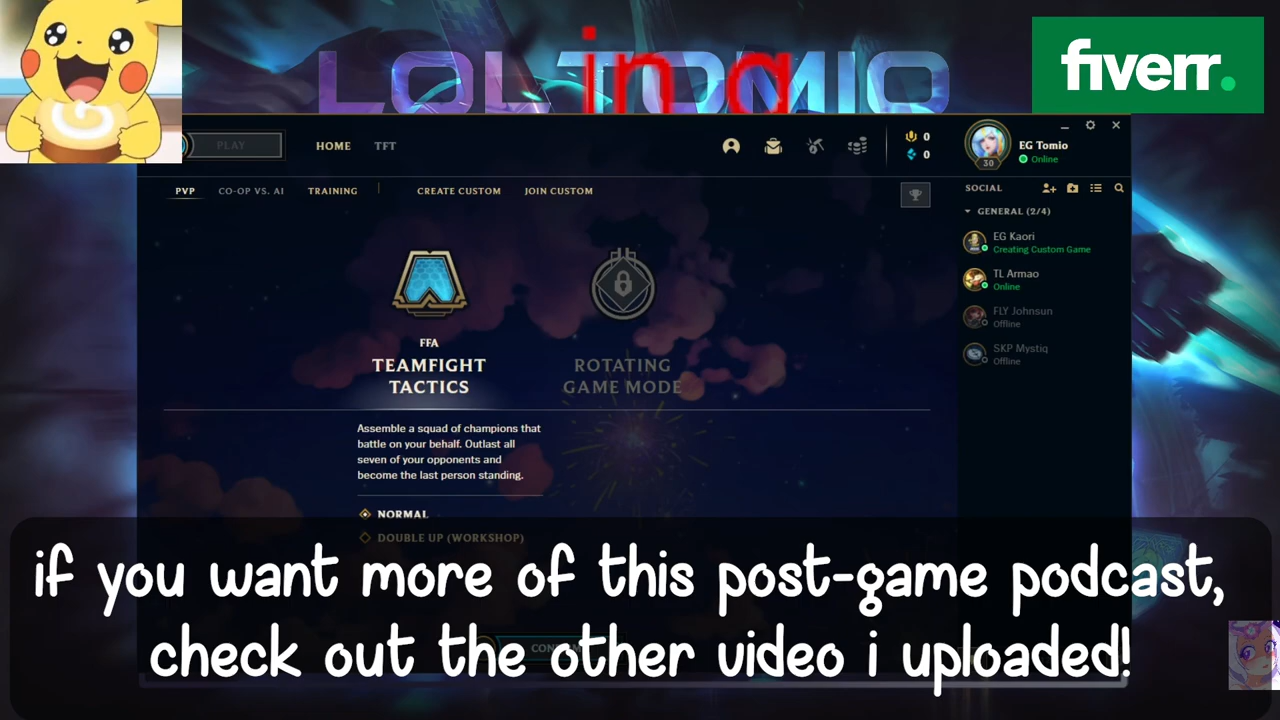 fiverr.
LOL TOMIO
in a
PLAY
HOME
TFT
0
0
30
EG Tomio
Online
PVP
CO-OP VS. AI
TRAINING
CREATE CUSTOM
JOIN CUSTOM
SOCIAL
GENERAL (2/4)
EG Kaori
Creating Custom Game
TL Armao
Online
FLY Johnsun
Offline
SKP Mystiq
Offline
FFA
TEAMFIGHT
TACTICS
ROTATING
GAME MODE
Assemble a squad of champions that
battle on your behalf. Outlast all
seven of your opponents and
become the last person standing.
NORMAL
DOUBLE UP (WORKSHOP)
if you want more of this post-game podcast,
check out the other video i uploaded!